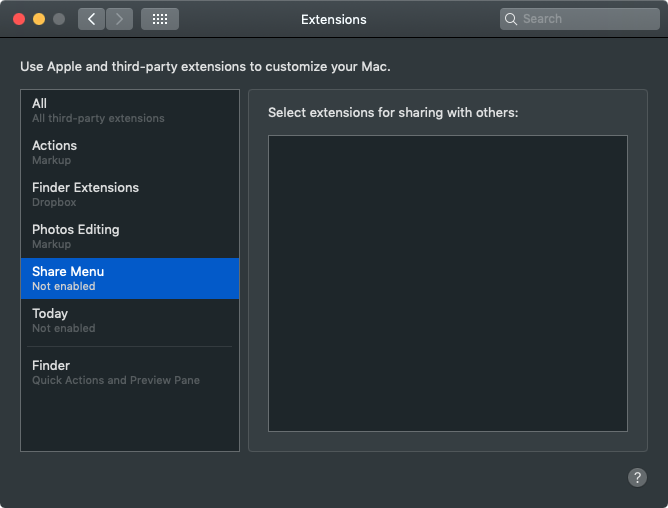 Extensions
Search
Use Apple and third-party extensions to customize your Mac.
All
All third-party extensions
Actions
Markup
Finder Extensions
Dropbox
Photos Editing
Markup
Share Menu
Not enabled
Today
Not enabled
Finder
Quick Actions and Preview Pane
Select extensions for sharing with others:
?